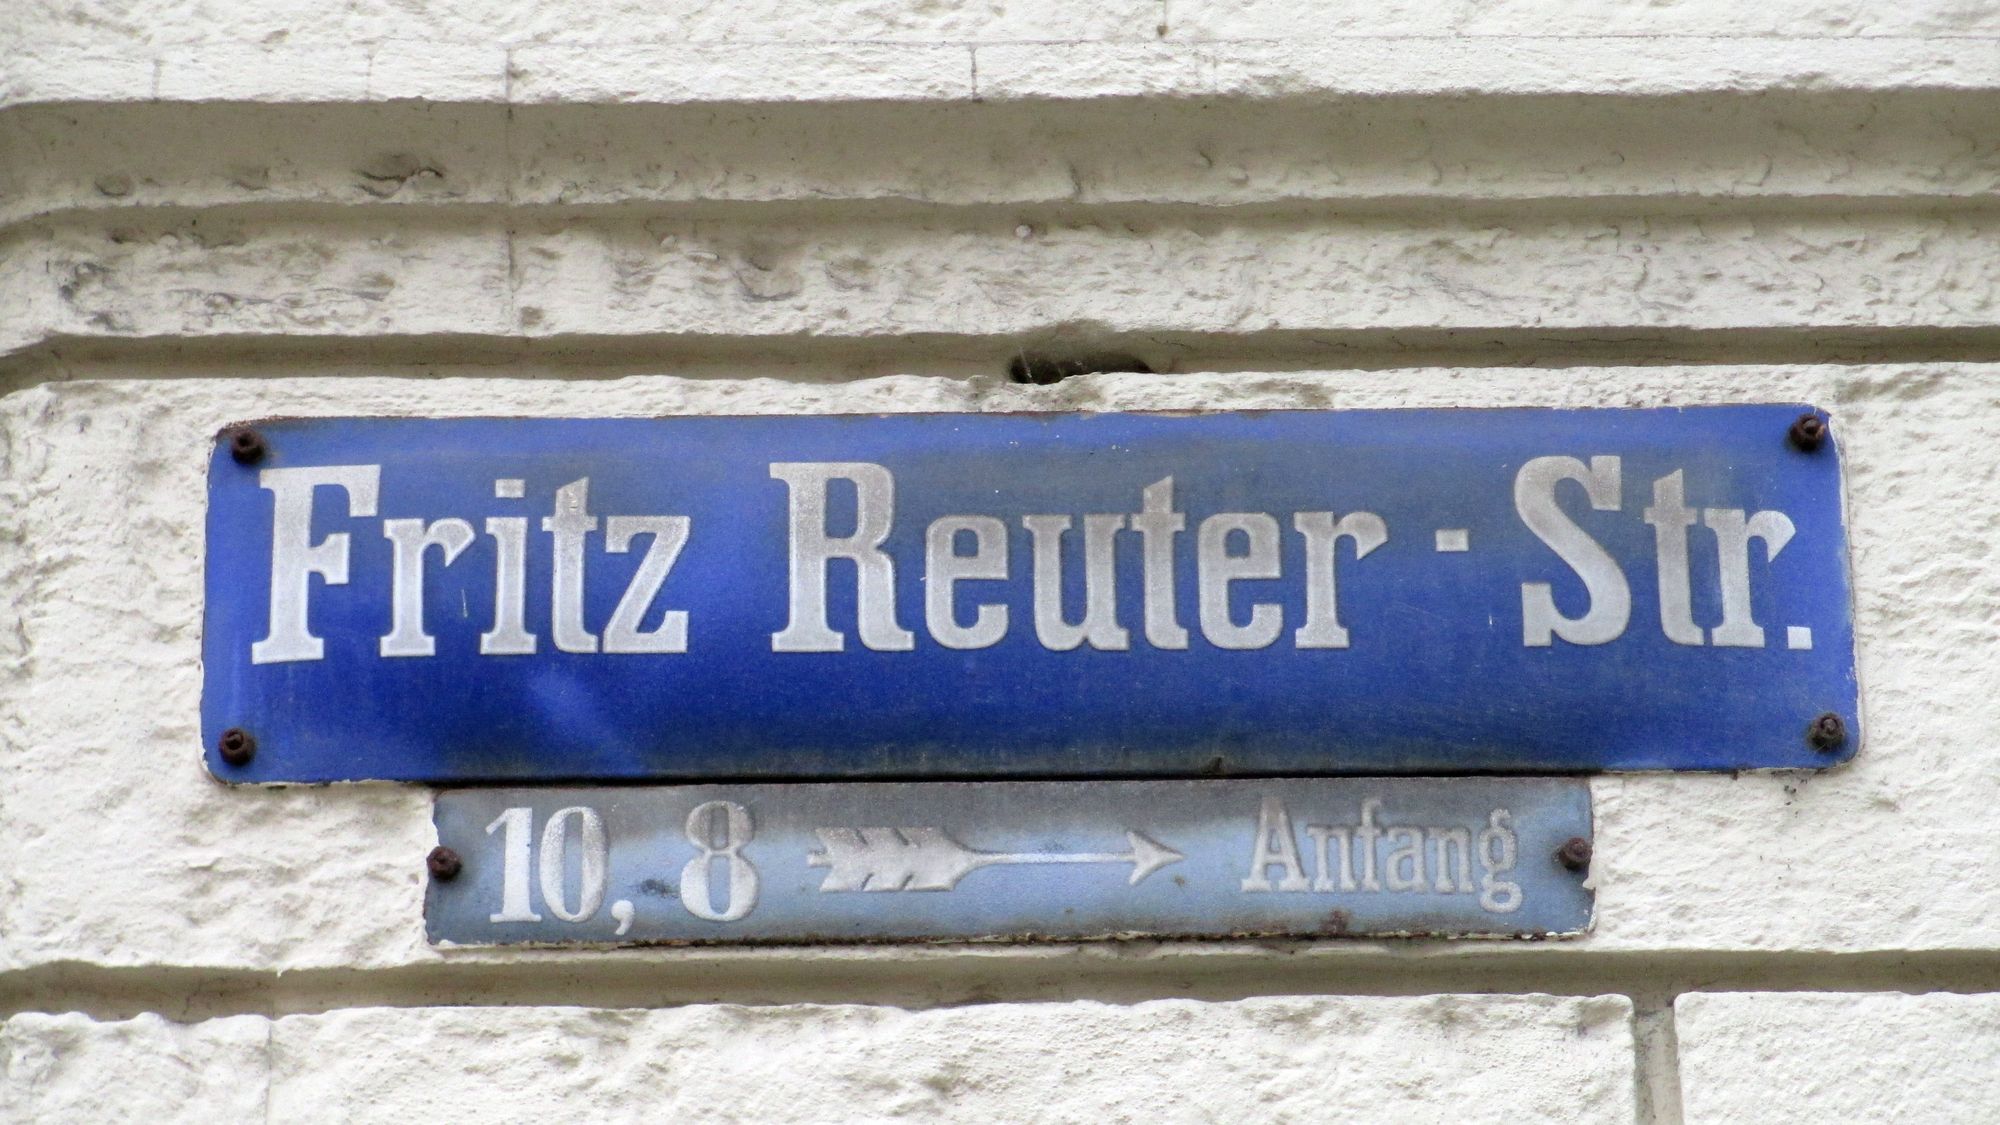 Fritz Reuter - Str.
10, 8 Anfang